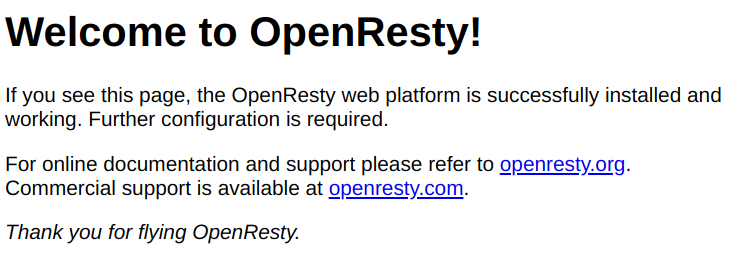 Welcome to OpenResty!
If you see this page, the OpenResty web platform is successfully installed and
working. Further configuration is required.
For online documentation and support please refer to openresty.org.
Commercial support is available at openresty.com.
Thank you for flying OpenResty.